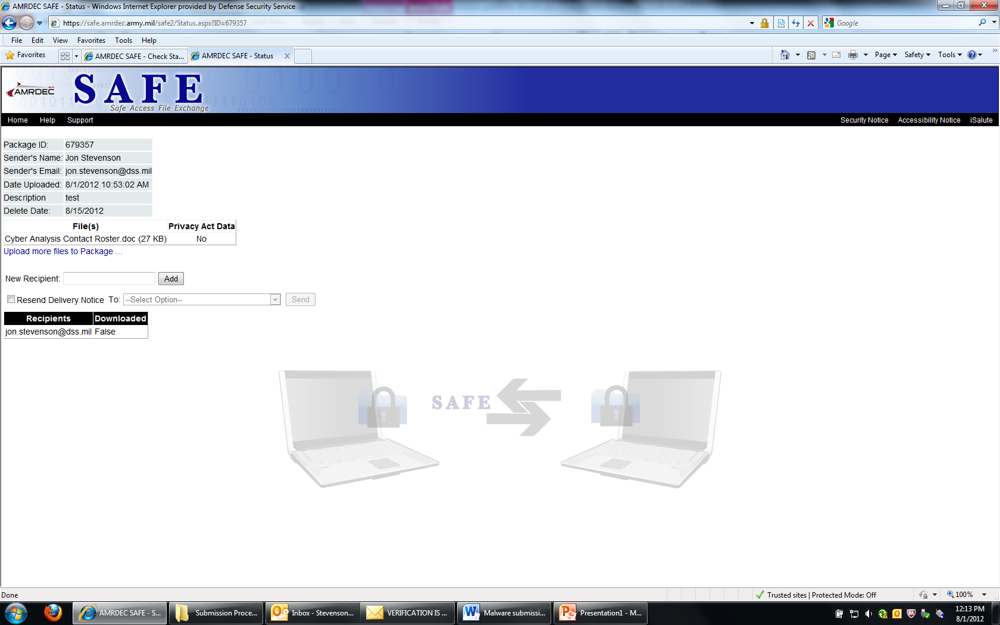 AMRDEC SAFE - Status - Windows Internet Explorer provided by Defense Security Service
https://safe.amrdec.army.mil/safe2/Status.aspx?ID=679357
Google
File Edit View Favorites Tools Help
Favorites AMRDEC SAFE - Check Sta... AMRDEC SAFE - Status Page Safety Tools
AMRDEC SAFE
Safe Access File Exchange
Home Help Support Security Notice Accessibility Notice iSalute
Package ID: 679357
Sender's Name: Jon Stevenson
Sender's Email: jon.stevenson@dss.mil
Date Uploaded: 8/1/2012 10:53:02 AM
Description test
Delete Date: 8/15/2012
File(s) Privacy Act Data
Cyber Analysis Contact Roster.doc (27 KB) No
Upload more files to Package ...
New Recipient: Add
Resend Delivery Notice To: --Select Option-- Send
Recipients Downloaded
jon.stevenson@dss.mil False
SAFE
Done Trusted sites | Protected Mode: Off 100%
AMRDEC SAFE - S... Submission Proce... Inbox - Stevenson... VERIFICATION IS ... Malware submissi... Presentation1 - M... 12:13 PM
8/1/2012